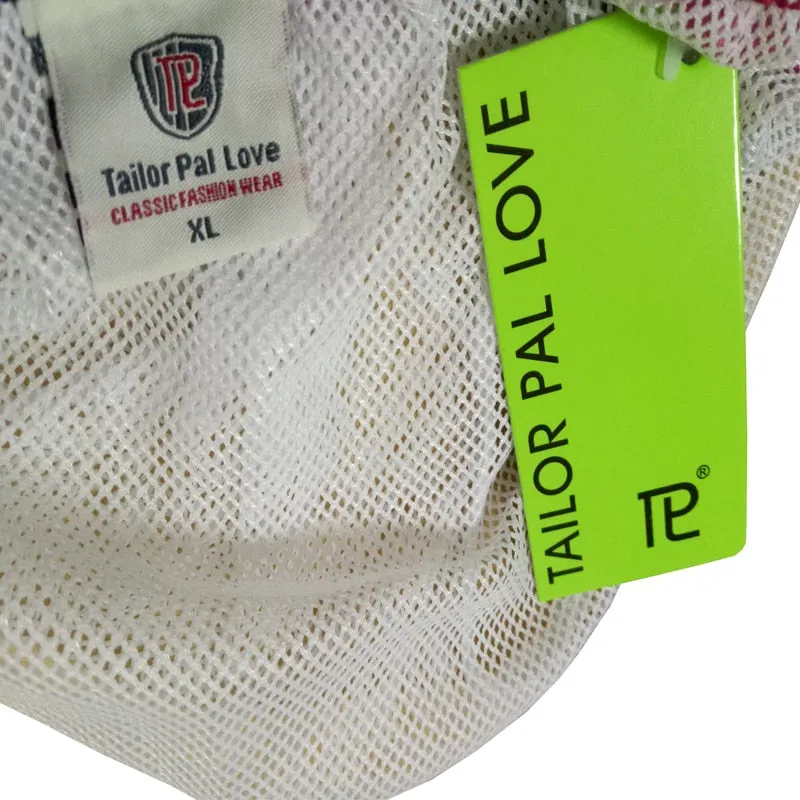 TPL
Tailor Pal Love
CLASSIC FASHION WEAR
XL
TAILOR PAL LOVE
TPL®